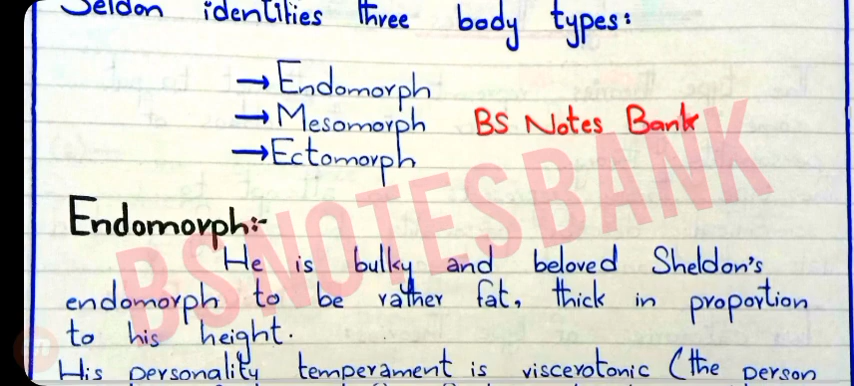 Seldon identifies three body types:
→ Endomorph
→ Mesomorph
BS Notes Bank
→ Ectomorph
BSNOTESBANK
Endomorph:-
He is bulky and beloved Sheldon's
endomorph to be rather fat, thick in proportion
to his height.
His personality temperament is viscerotonic (the person